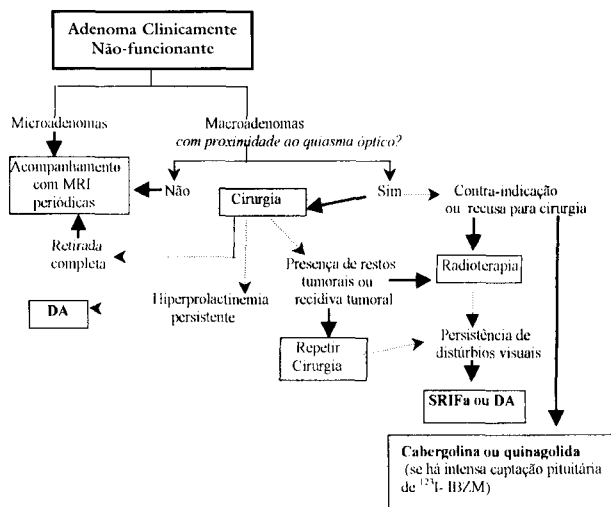 Adenoma Clinicamente
Não-funcionante
Microadenomas
Macroadenomas
com proximidade ao quiasma óptico?
Acompanhamento
com MRI
periódicas
Não
Cirurgia
Sim
Contra-indicação
ou recusa para cirurgia
Retirada
completa
Presença de restos
tumorais ou
recidiva tumoral
Radioterapia
DA
Hiperprolactinemia
persistente
Repetir
Cirurgia
Persistência de
distúrbios visuais
SRIFa ou DA
Cabergolina ou quinagolida
(se há intensa captação pituitária
de ¹²³I- IBZM)